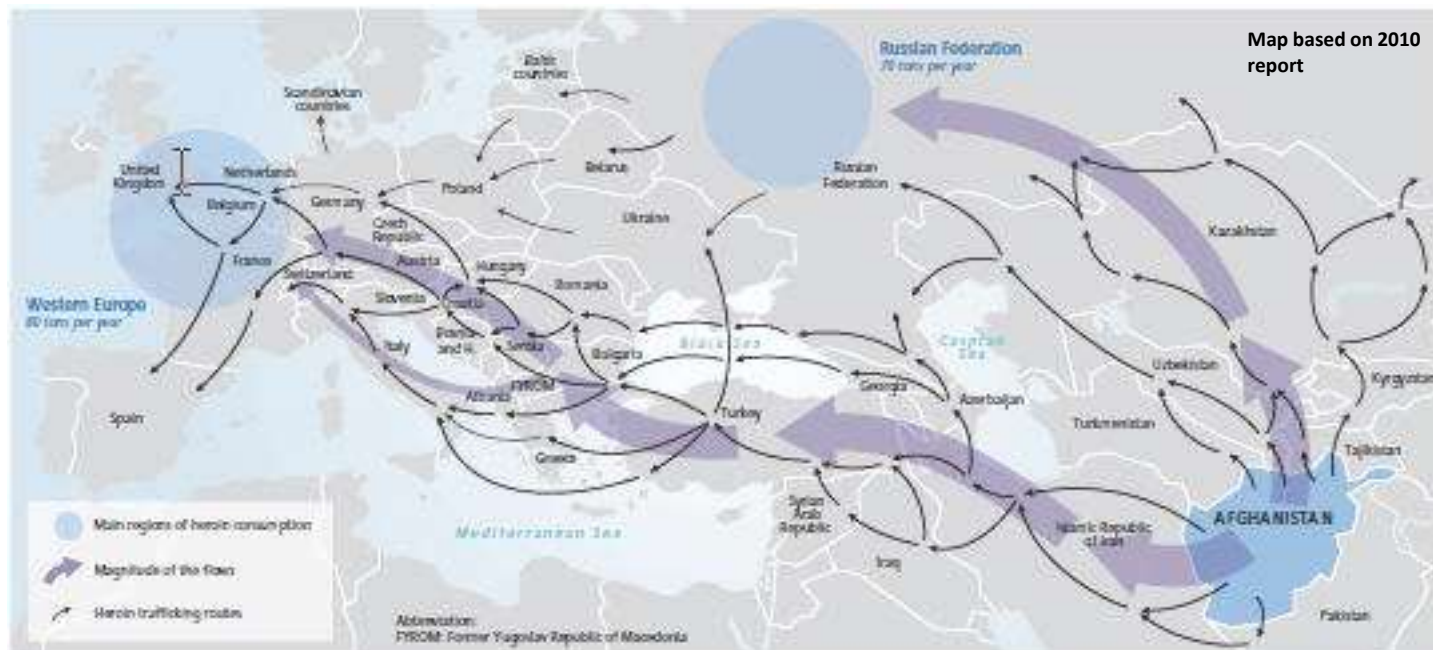 Map based on 2010
report
Russian Federation
70 tons per year
Baltic
countries
Scandinavian
countries
United
Kingdom
Netherlands
Belgium
Germany
Poland
Belarus
Russian
Federation
Ukraine
Czech
Republic
Kazakhstan
France
Switzerland
Austria
Hungary
Romania
Western Europe
80 tons per year
Slovenia
Croatia
Bosnia
and H.
Serbia
Italy
Bulgaria
Black Sea
Caspian
Sea
Georgia
Azerbaijan
Uzbekistan
Kyrgyzstan
Turkmenistan
Tajikistan
Spain
Albania
FYROM
Turkey
Greece
Syrian
Arab
Republic
Iraq
Islamic Republic
of Iran
AFGHANISTAN
Pakistan
Mediterranean Sea
Main regions of heroin consumption
Magnitude of the flows
Heroin trafficking routes
Abbreviation:
FYROM: Former Yugoslav Republic of Macedonia